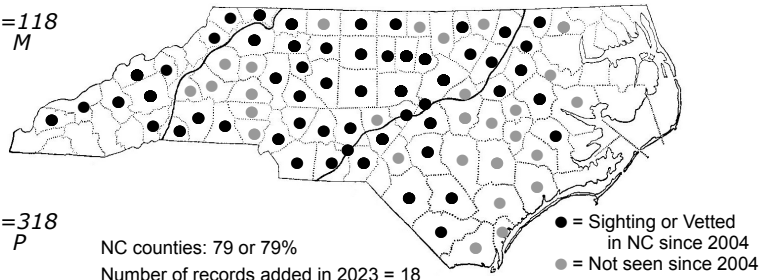 =118
M
=318
P
NC counties: 79 or 79%
Number of records added in 2023 = 18
= Sighting or Vetted
in NC since 2004
= Not seen since 2004